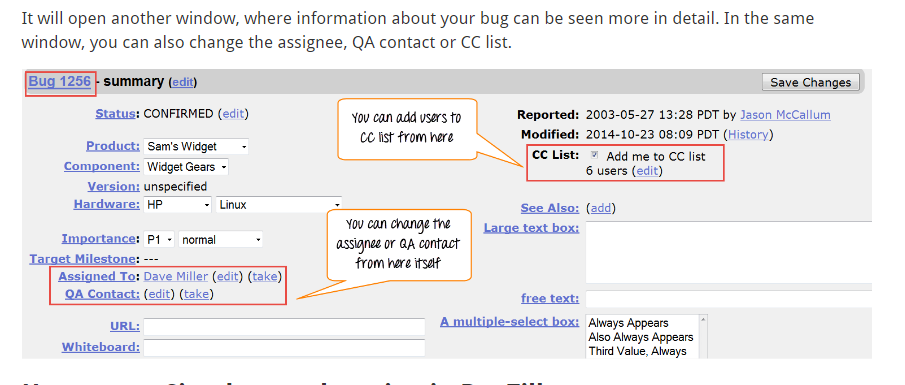 It will open another window, where information about your bug can be seen more in detail. In the same
window, you can also change the assignee, QA contact or CC list.
Bug 1256 - summary (edit)
Save Changes
Status: CONFIRMED (edit)
Product: Sam's Widget
Component: Widget Gears
Version: unspecified
Hardware: HP Linux
Importance: P1 normal
Target Milestone: ---
Assigned To: Dave Miller (edit) (take)
QA Contact: (edit) (take)
URL:
Whiteboard:
You can add users to
CC list from here
You can change the
assignee or QA contact
from here itself
Reported: 2003-05-27 13:28 PDT by Jason McCallum
Modified: 2014-10-23 08:09 PDT (History)
CC List: Add me to CC list
6 users (edit)
See Also: (add)
Large text box:
free text:
A multiple-select box: Always Appears
Also Always Appears
Third Value, Always